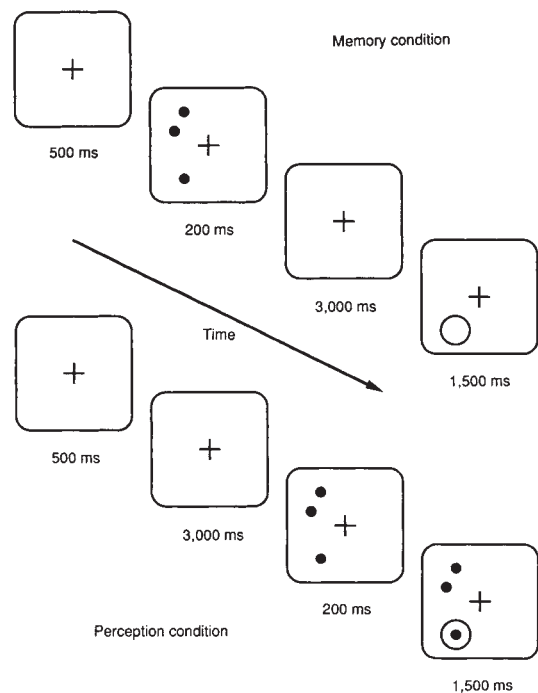 Memory condition
500 ms
200 ms
3,000 ms
1,500 ms
Time
500 ms
3,000 ms
200 ms
1,500 ms
Perception condition